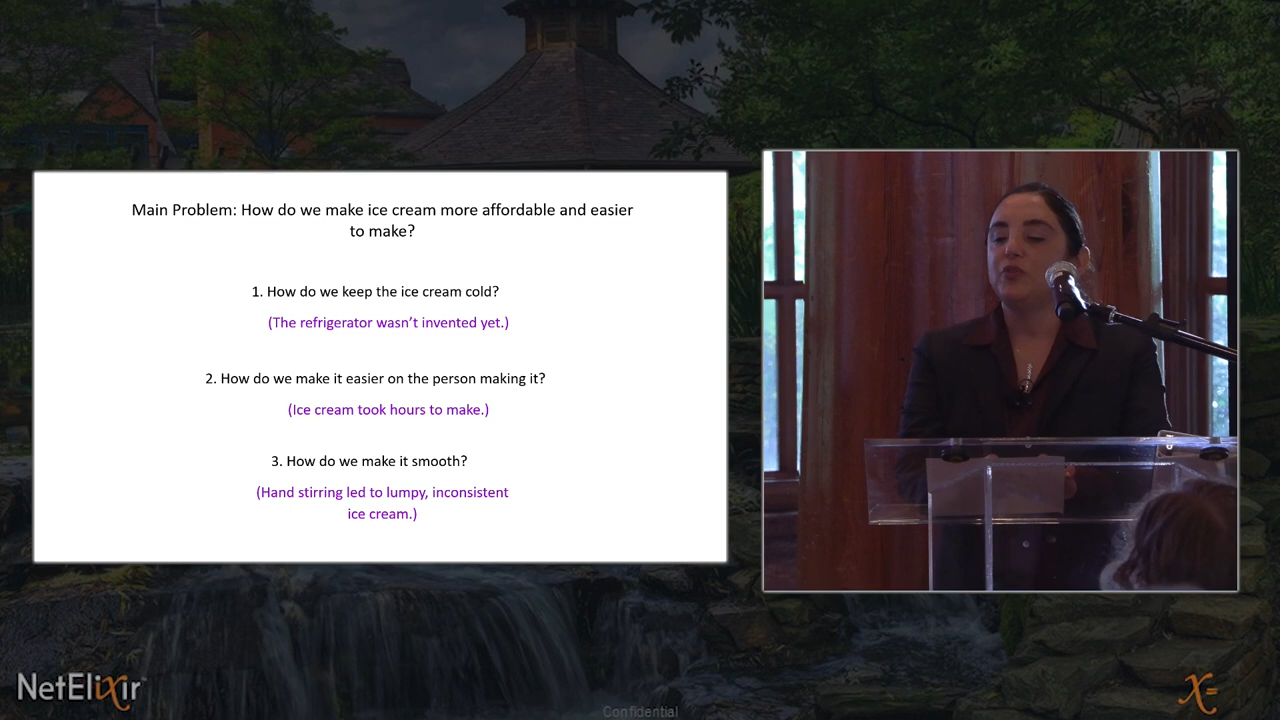 Main Problem: How do we make ice cream more affordable and easier
to make?
1. How do we keep the ice cream cold?
(The refrigerator wasn’t invented yet.)
2. How do we make it easier on the person making it?
(Ice cream took hours to make.)
3. How do we make it smooth?
(Hand stirring led to lumpy, inconsistent
ice cream.)
NetElixir
Confidential
X=